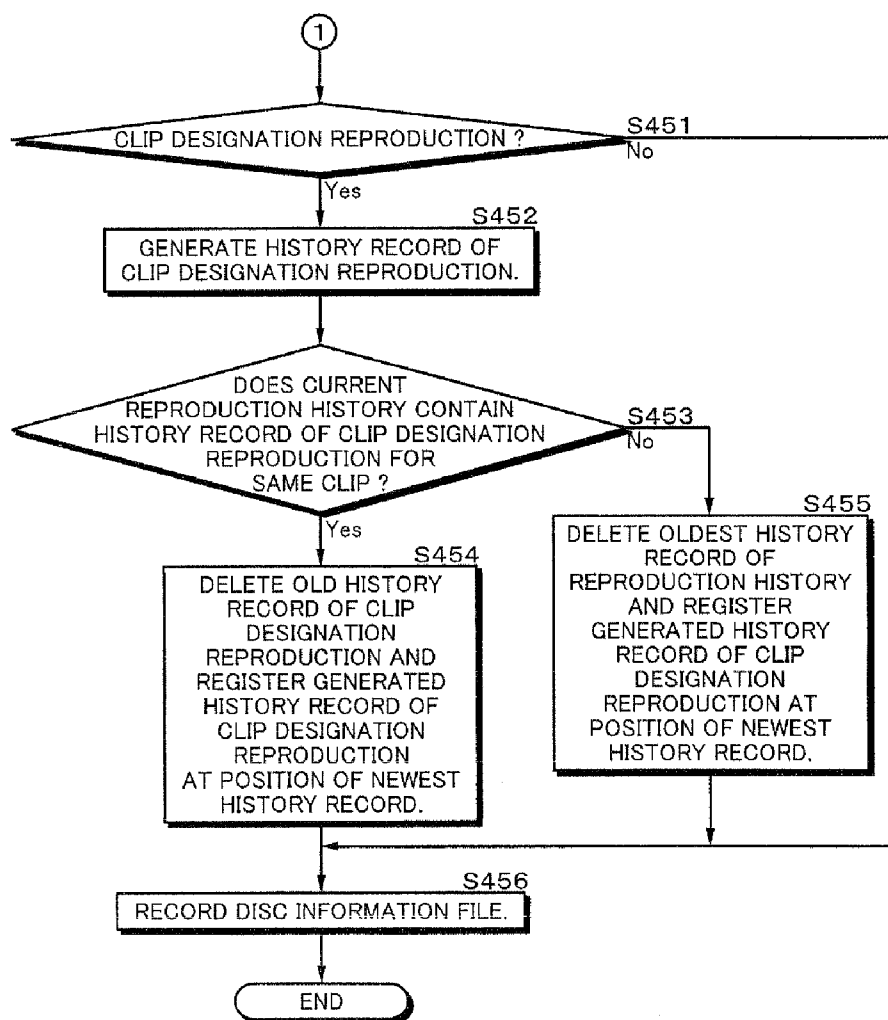 1
CLIP DESIGNATION REPRODUCTION ?
S451
No
Yes
S452
GENERATE HISTORY RECORD OF
CLIP DESIGNATION REPRODUCTION.
DOES CURRENT
REPRODUCTION HISTORY CONTAIN
HISTORY RECORD OF CLIP DESIGNATION
REPRODUCTION FOR
SAME CLIP ?
S453
No
Yes
S454
DELETE OLD HISTORY
RECORD OF CLIP
DESIGNATION
REPRODUCTION AND
REGISTER GENERATED
HISTORY RECORD OF
CLIP DESIGNATION
REPRODUCTION
AT POSITION OF NEWEST
HISTORY RECORD.
S455
DELETE OLDEST HISTORY
RECORD OF
REPRODUCTION HISTORY
AND REGISTER
GENERATED HISTORY
RECORD OF CLIP
DESIGNATION
REPRODUCTION AT
POSITION OF NEWEST
HISTORY RECORD.
S456
RECORD DISC INFORMATION FILE.
END